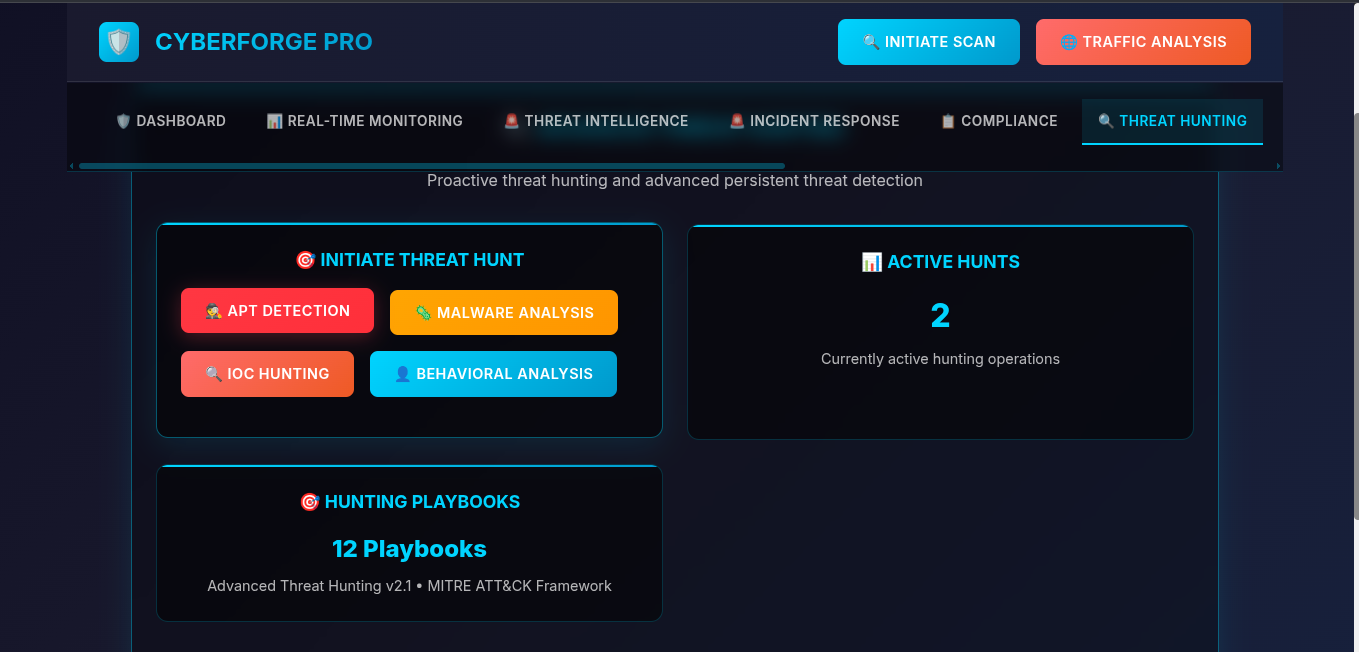 CYBERFORGE PRO
🔍 INITIATE SCAN
🌐 TRAFFIC ANALYSIS
🛡️ DASHBOARD
📊 REAL-TIME MONITORING
🚨 THREAT INTELLIGENCE
🚨 INCIDENT RESPONSE
📋 COMPLIANCE
🔍 THREAT HUNTING
Proactive threat hunting and advanced persistent threat detection
🎯 INITIATE THREAT HUNT
🕵️ APT DETECTION
🦠 MALWARE ANALYSIS
🔍 IOC HUNTING
👤 BEHAVIORAL ANALYSIS
📊 ACTIVE HUNTS
2
Currently active hunting operations
🎯 HUNTING PLAYBOOKS
12 Playbooks
Advanced Threat Hunting v2.1 • MITRE ATT&CK Framework